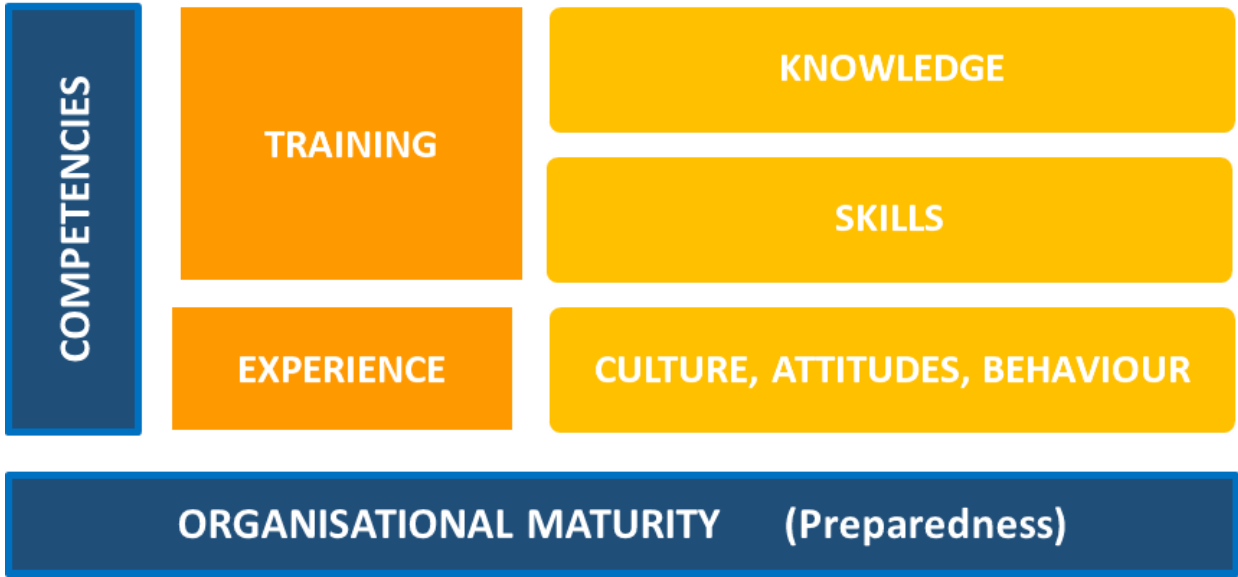 COMPETENCIES
TRAINING
KNOWLEDGE
SKILLS
EXPERIENCE
CULTURE, ATTITUDES, BEHAVIOUR
ORGANISATIONAL MATURITY (Preparedness)